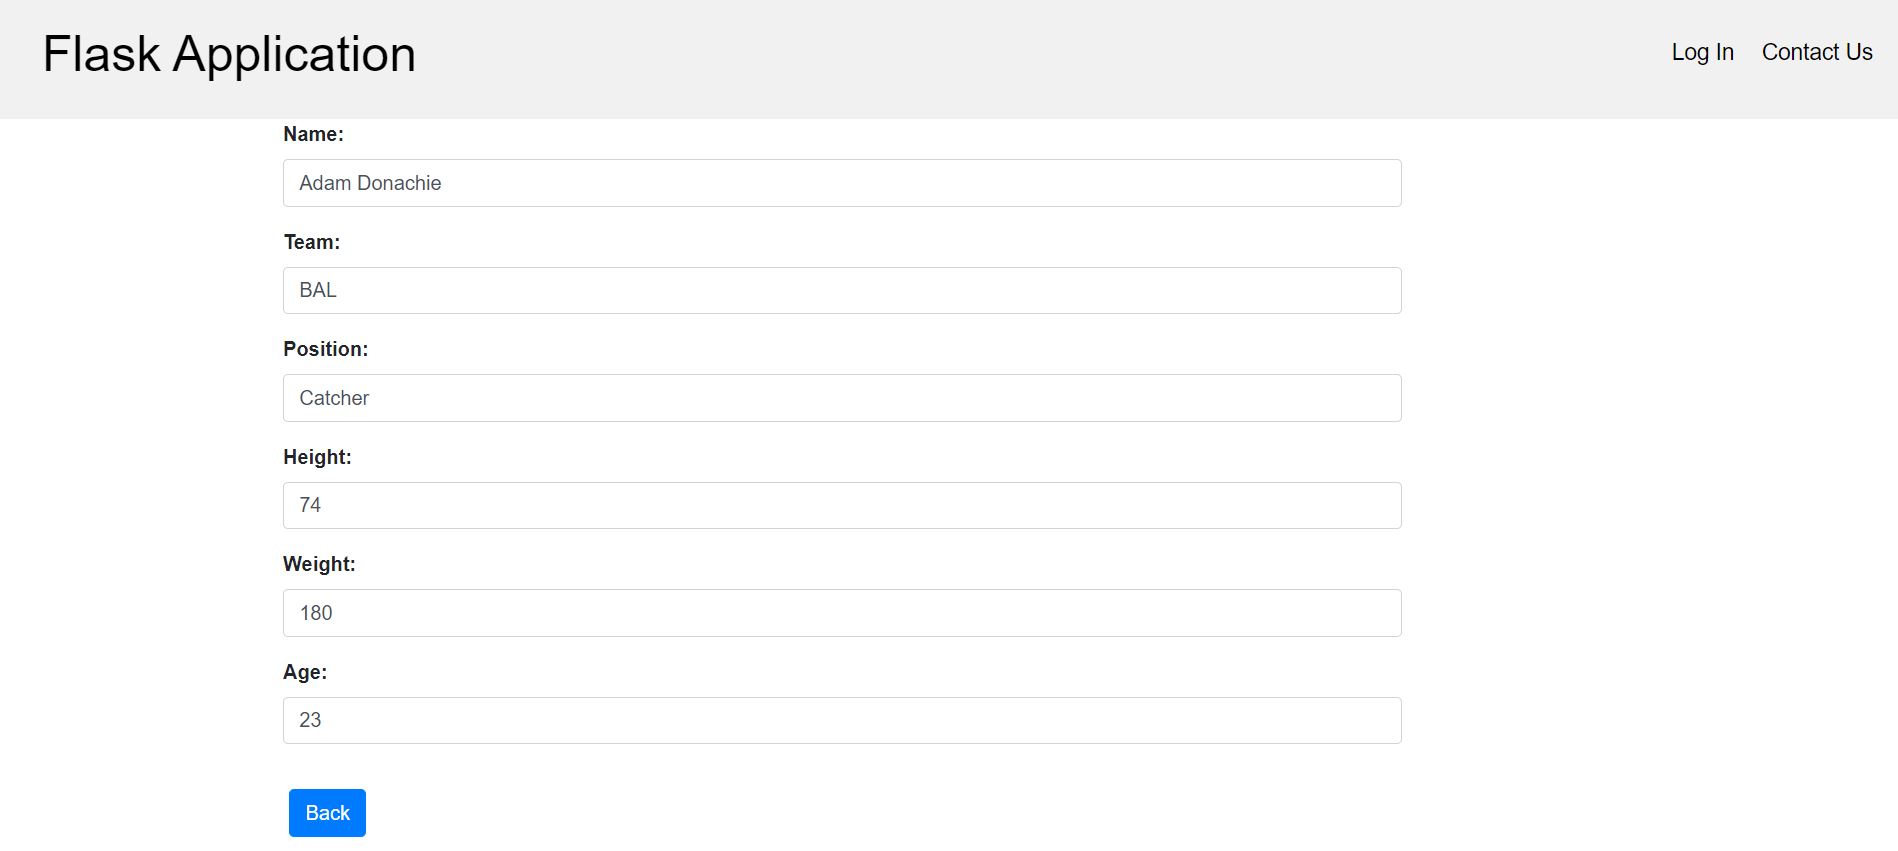 Flask Application
Log In Contact Us
Name:
Adam Donachie
Team:
BAL
Position:
Catcher
Height:
74
Weight:
180
Age:
23
Back